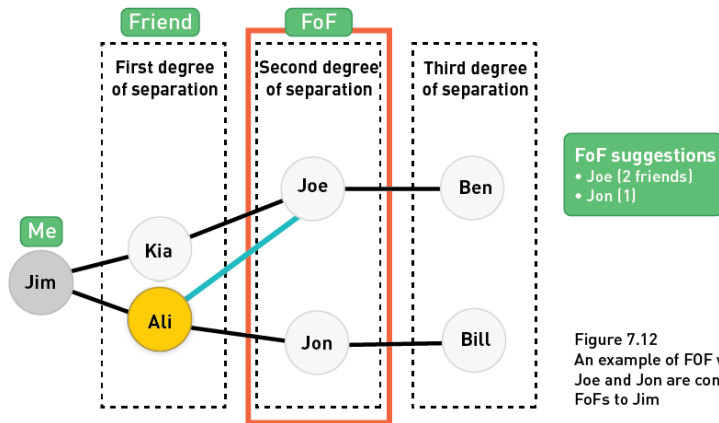 Friend
FoF
First degree
of separation
Second degree
of separation
Third degree
of separation
Me
Jim
Kia
Ali
Joe
Jon
Ben
Bill
FoF suggestions
• Joe (2 friends)
• Jon (1)
Figure 7.12
An example of FOF
Joe and Jon are
FoFs to Jim